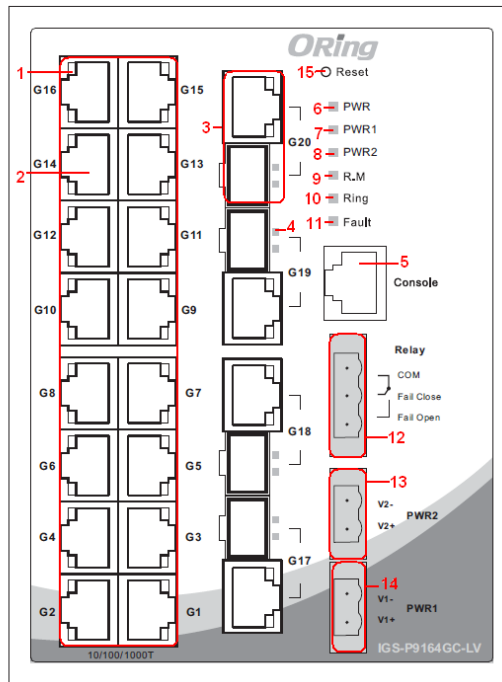 ORing
15 Reset
1
G16 G15
6 PWR
3
7 PWR1
G20
8 PWR2
2
G14 G13
9 R.M
10 Ring
4
11 Fault
G12 G11
5
G19
Console
G10 G9
Relay
COM
G8 G7
Fail Close
Fail Open
G18
12
G6 G5
13
V2-
PWR2
V2+
G4 G3
G17
14
V1-
PWR1
G2 G1
V1+
IGS-P9164GC-LV
10/100/1000T